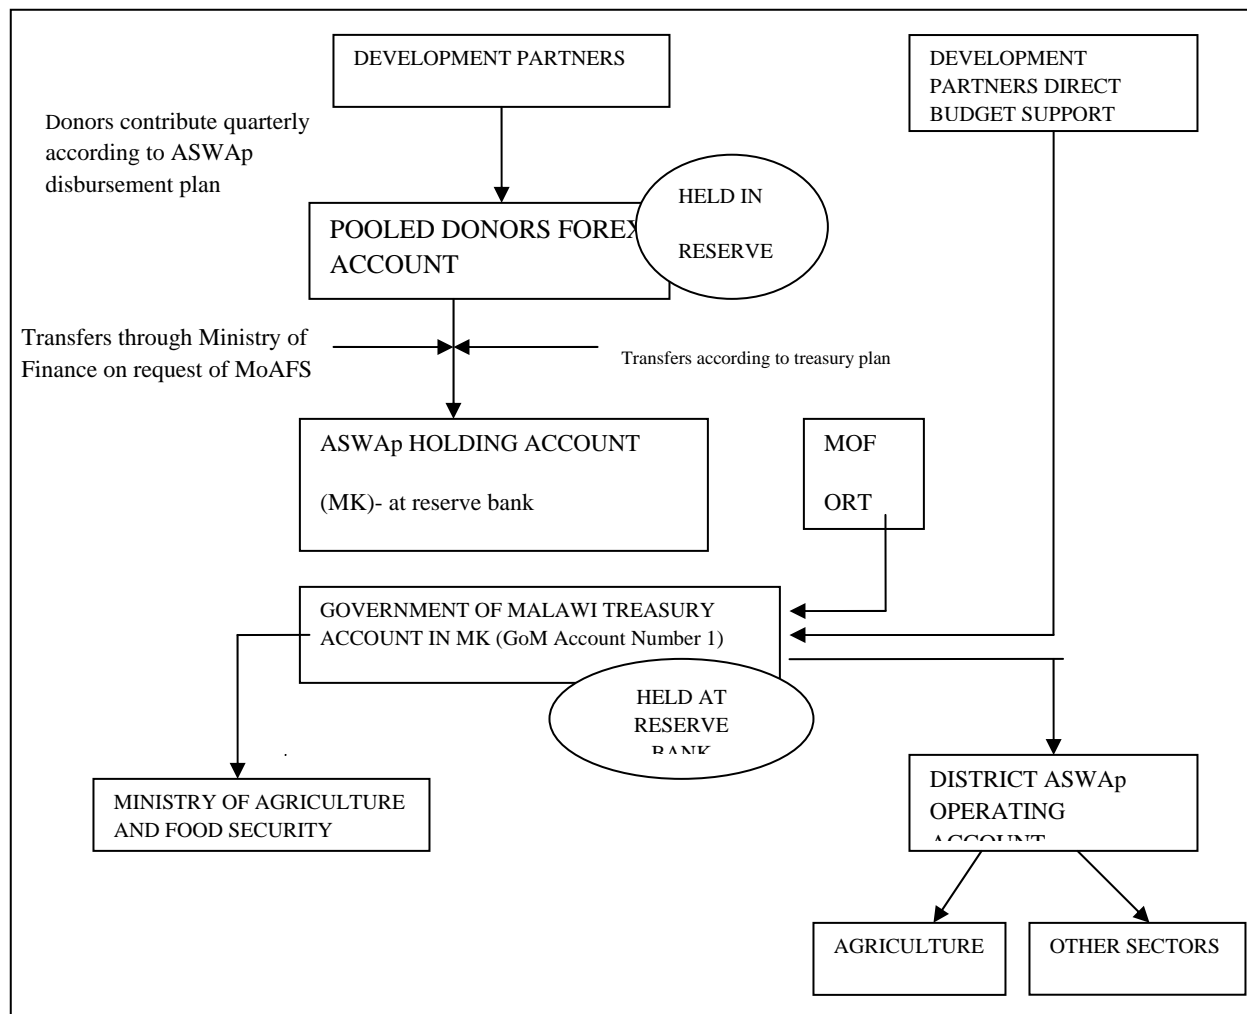 DEVELOPMENT PARTNERS
DEVELOPMENT
PARTNERS DIRECT
BUDGET SUPPORT
Donors contribute quarterly
according to ASWAp
disbursement plan
HELD IN
RESERVE
POOLED DONORS FOREX
ACCOUNT
Transfers through Ministry of
Finance on request of MoAFS
Transfers according to treasury plan
ASWAp HOLDING ACCOUNT
(MK)- at reserve bank
MOF
ORT
GOVERNMENT OF MALAWI TREASURY
ACCOUNT IN MK (GoM Account Number 1)
HELD AT
RESERVE
BANK
MINISTRY OF AGRICULTURE
AND FOOD SECURITY
DISTRICT ASWAp
OPERATING
ACCOUNT
AGRICULTURE
OTHER SECTORS